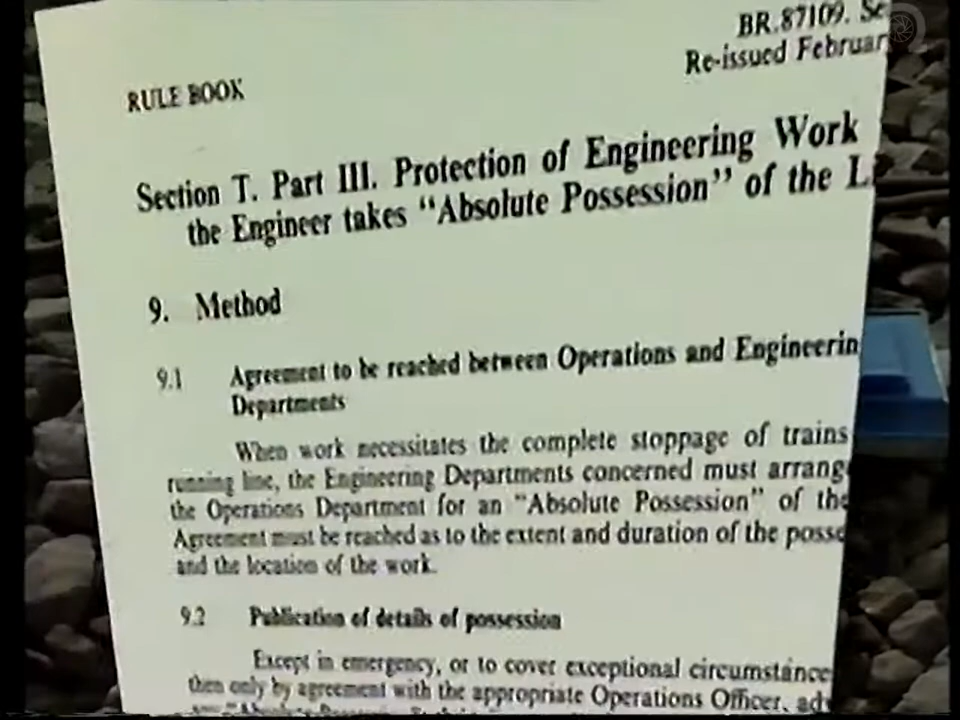 BR.87109. Se
Re-issued Februar
RULE BOOK
Section T. Part III. Protection of Engineering Work
the Engineer takes “Absolute Possession” of the Li
9. Method
9.1 Agreement to be reached between Operations and Engineerin
Departments
When work necessitates the complete stoppage of trains
running line, the Engineering Departments concerned must arrang
the Operations Department for an “Absolute Possession” of the
Agreement must be reached as to the extent and duration of the posse
and the location of the work.
9.2 Publication of details of possession
Except in emergency, or to cover exceptional circumstance
then only by agreement with the appropriate Operations Officer, adv